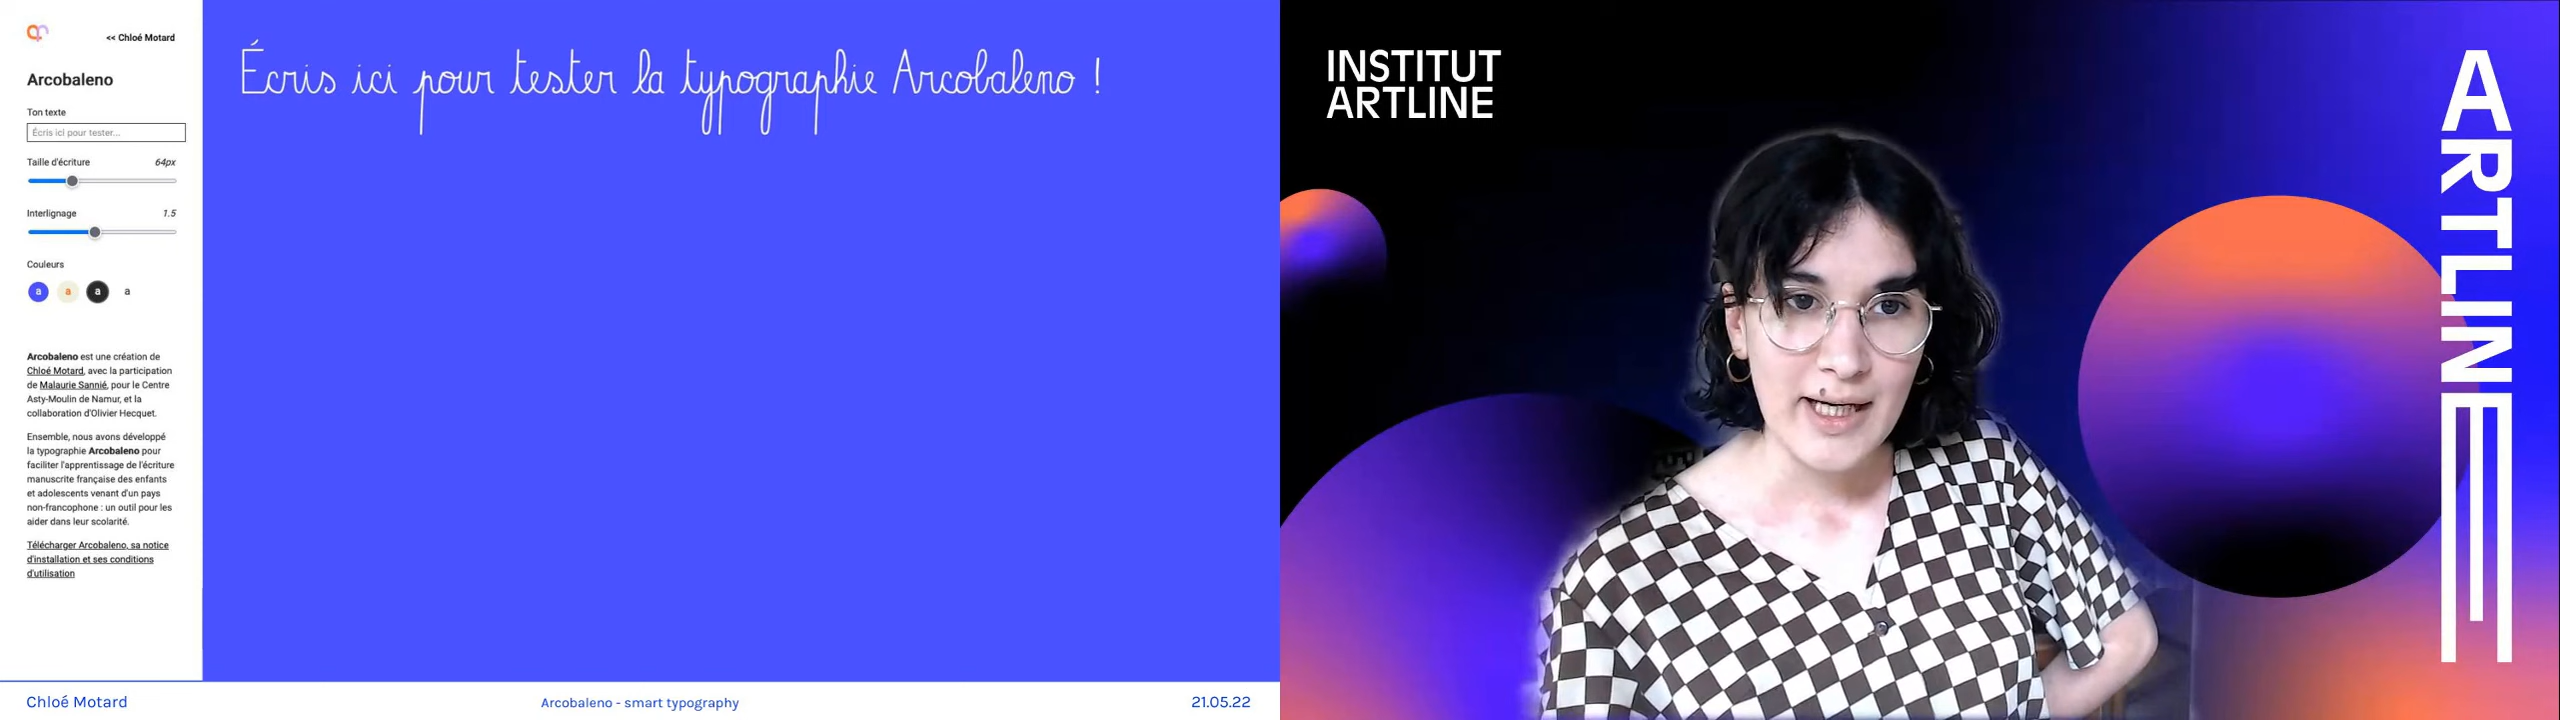 << Chloé Motard
Arcobaleno
Ton texte
Écris ici pour tester...
Taille d'écriture 64px
Interlignage 1.5
Couleurs
a a a a
Arcobaleno est une création de
Chloé Motard, avec la participation
de Malaurie Sannié, pour le Centre
Asty-Moulin de Namur, et la
collaboration d'Olivier Hecquet.
Ensemble, nous avons développé
la typographie Arcobaleno pour
faciliter l'apprentissage de l'écriture
manuscrite française des enfants
et adolescents venant d'un pays
non-francophone : un outil pour les
aider dans leur scolarité.
Télécharger Arcobaleno, sa notice
d'installation et ses conditions
d'utilisation
Écris ici pour tester la typographie Arcobaleno !
Chloé Motard
Arcobaleno - smart typography
21.05.22
INSTITUT
ARTLINE
ARTLINE